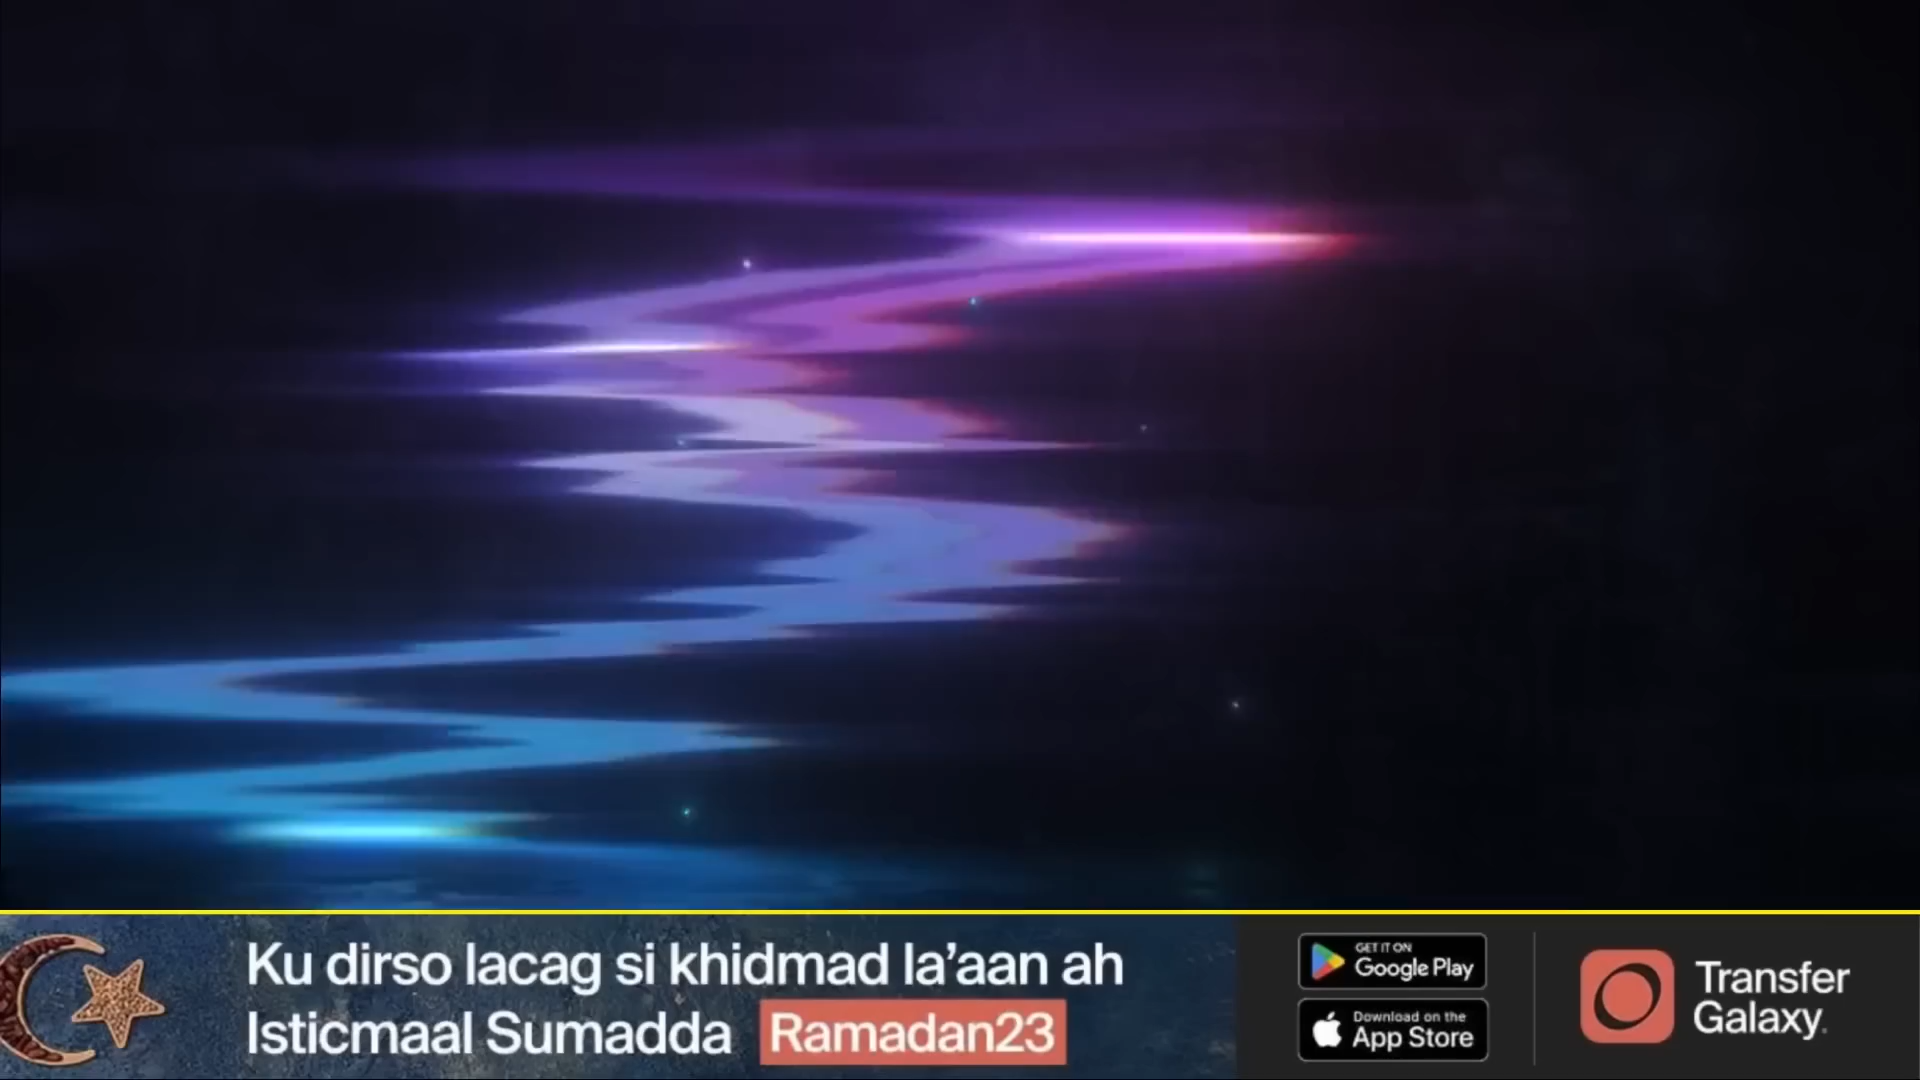 Ku dirso lacag si khidmad la’aan ah
Isticmaal Sumadda Ramadan23
GET IT ON
Google Play
Download on the
App Store
Transfer
Galaxy.